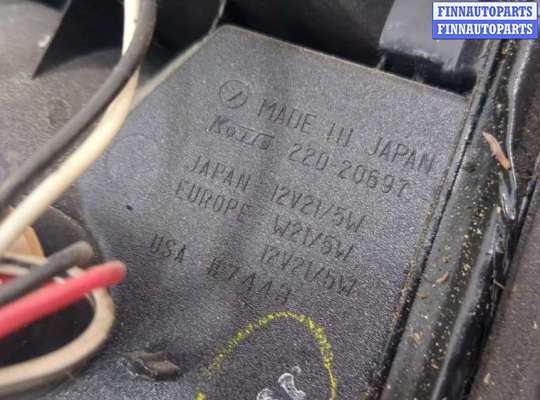 FINNAUTOPARTS
FINNAUTOPARTS
MADE IN JAPAN
Koito 220-20697
JAPAN 12V21/5W
EUROPE W21/5W
12V21/5W
USA #7443